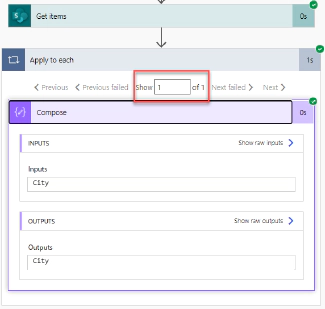 Get items 0s
Apply to each 1s
Previous Previous failed Show 1 of 1 Next failed Next
Compose 0s
INPUTS Show raw inputs
Inputs
City
OUTPUTS Show raw outputs
Outputs
City